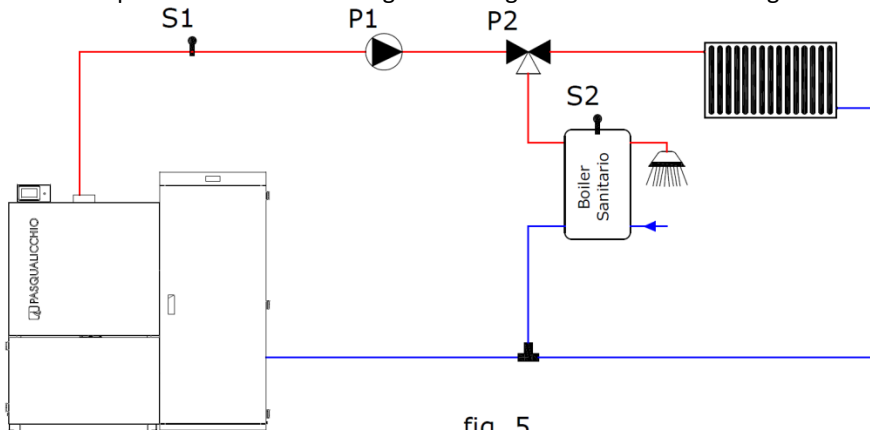 S1
P1
P2
S2
Boiler
Sanitario
PASQUALICCHIO
fig. 5